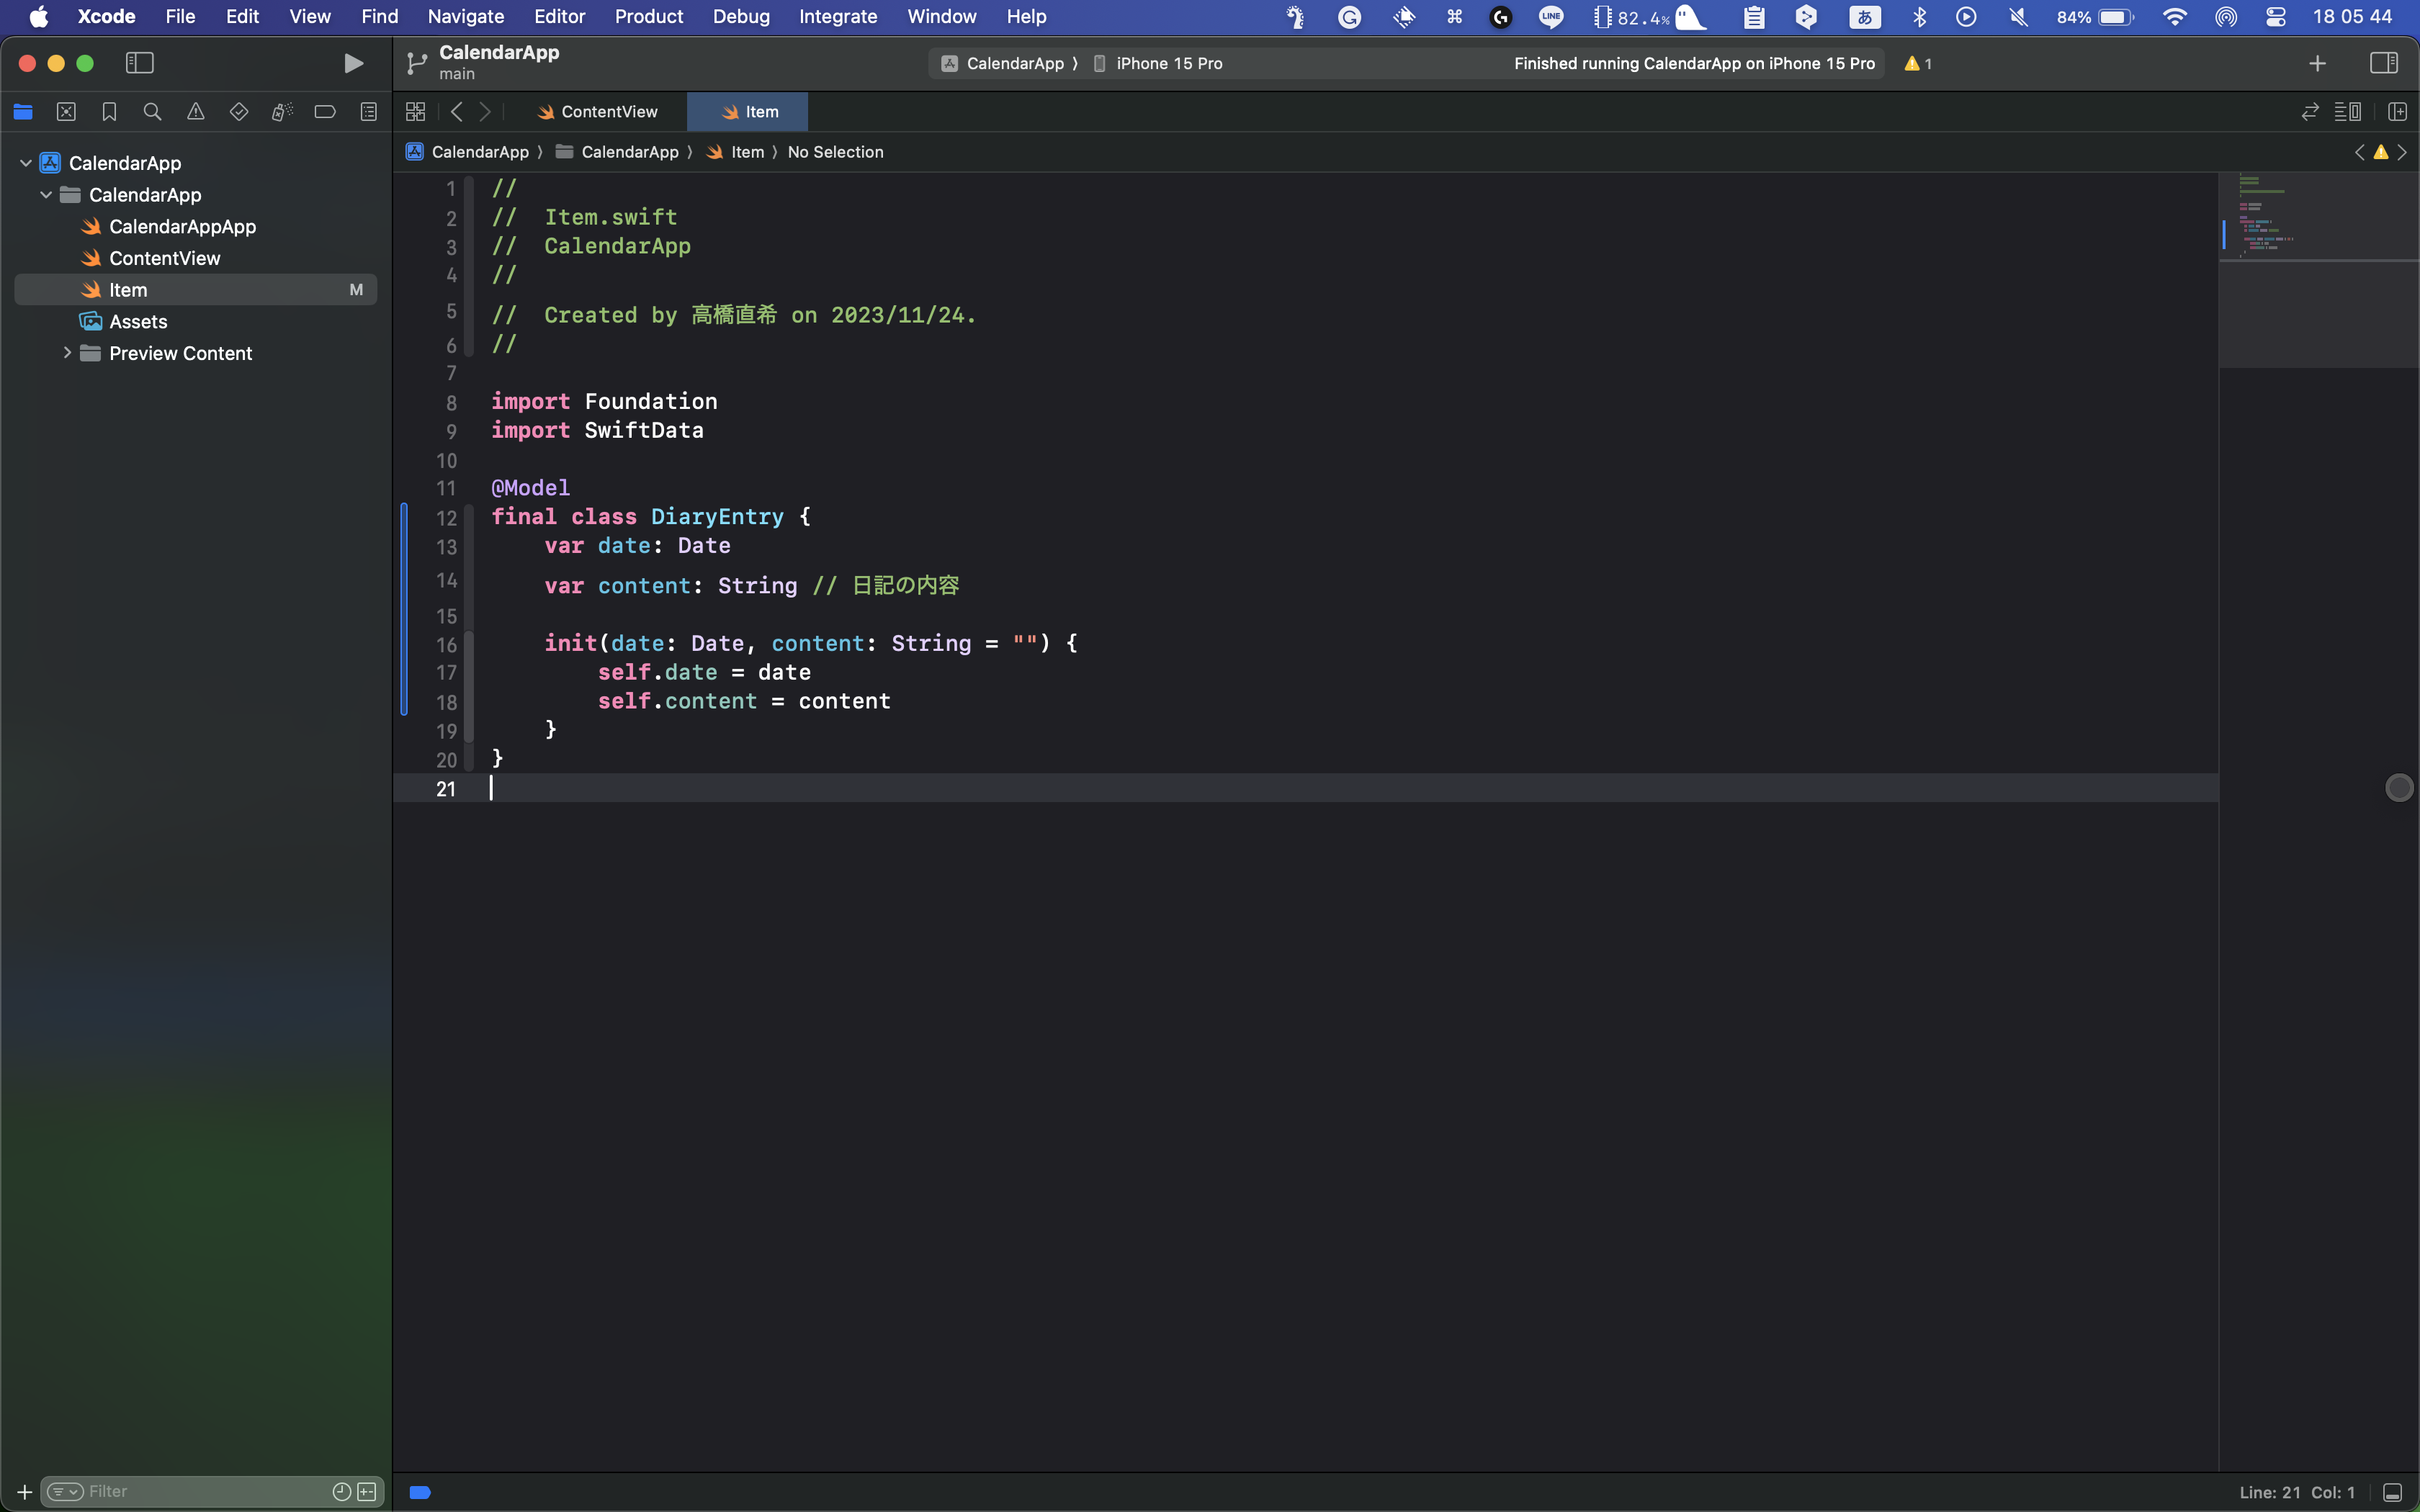 Xcode File Edit View Find Navigate Editor Product Debug Integrate Window Help LINE 82.4% あ 84% 18 05 44
CalendarApp
main
CalendarApp 〉 iPhone 15 Pro
Finished running CalendarApp on iPhone 15 Pro
1
ContentView
Item
CalendarApp 〉 CalendarApp 〉 Item 〉 No Selection
CalendarApp
CalendarApp
CalendarAppApp
ContentView
Item M
Assets
Preview Content
Filter
1 //
2 //  Item.swift
3 //  CalendarApp
4 //
5 //  Created by 高橋直希 on 2023/11/24.
6 //
7
8 import Foundation
9 import SwiftData
10
11 @Model
12 final class DiaryEntry {
13     var date: Date
14     var content: String // 日記の内容
15
16     init(date: Date, content: String = "") {
17         self.date = date
18         self.content = content
19     }
20 }
21
Line: 21 Col: 1